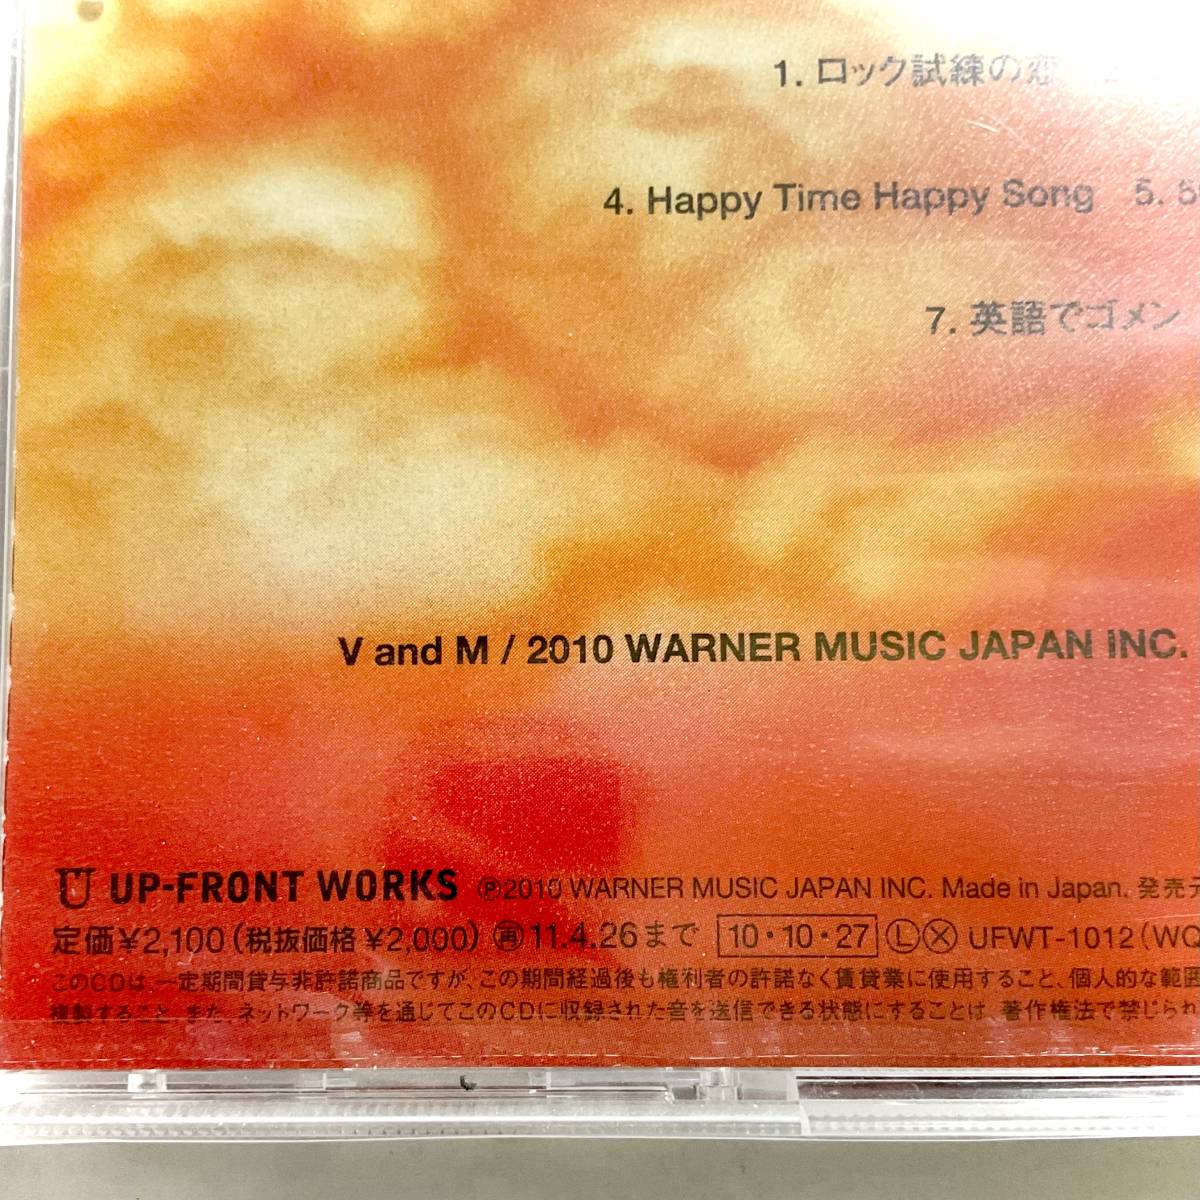 1. ロック試練の恋
4. Happy Time Happy Song 5.
7. 英語でゴメン
V and M / 2010 WARNER MUSIC JAPAN INC.
UP-FRONT WORKS ℗2010 WARNER MUSIC JAPAN INC. Made in Japan. 発売
定価¥2,100 (税抜価格 ¥2,000) ㊢11.4.26まで 10・10・27 Ⓛ Ⓧ UFWT-1012 (WQ
このCDは、一定期間貸与非許諾商品ですが、この期間経過後も権利者の許諾なく賃貸業に使用すること、個人的な範囲
複製すること、また、ネットワーク等を通じてこのCDに収録された音を送信できる状態にすることは、著作権法で禁じられ